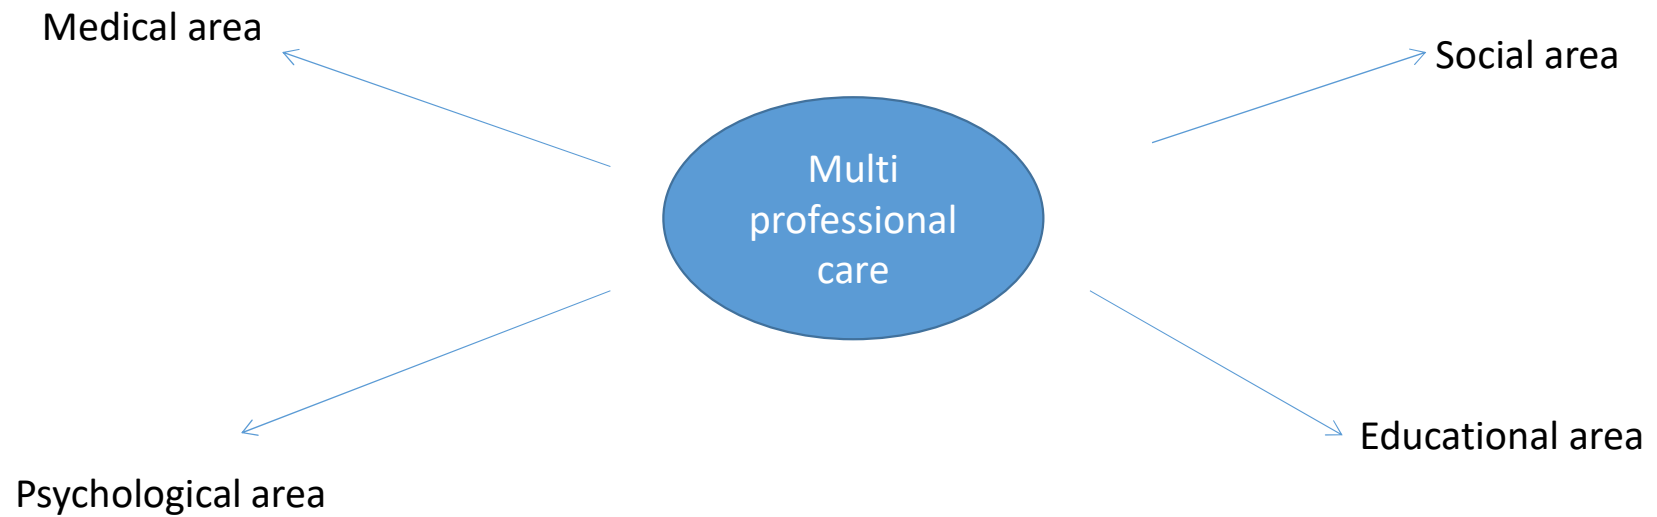 Medical area
Social area
Multi
professional
care
Educational area
Psychological area